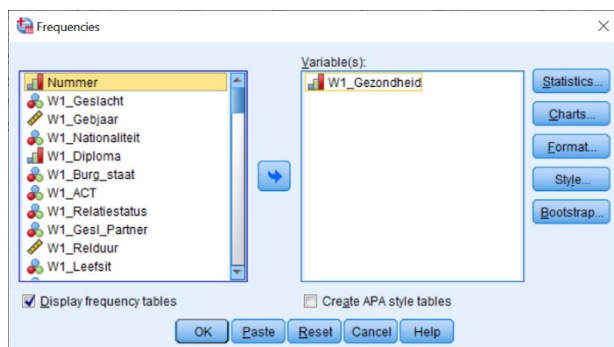 Frequencies
Variable(s):
Nummer
W1_Geslacht
W1_Gebjaar
W1_Nationaliteit
W1_Diploma
W1_Burg_staat
W1_ACT
W1_Relatiestatus
W1_Gesl_Partner
W1_Relduur
W1_Leefsit
W1_Gezondheid
Statistics...
Charts...
Format...
Style...
Bootstrap...
Display frequency tables
Create APA style tables
OK Paste Reset Cancel Help